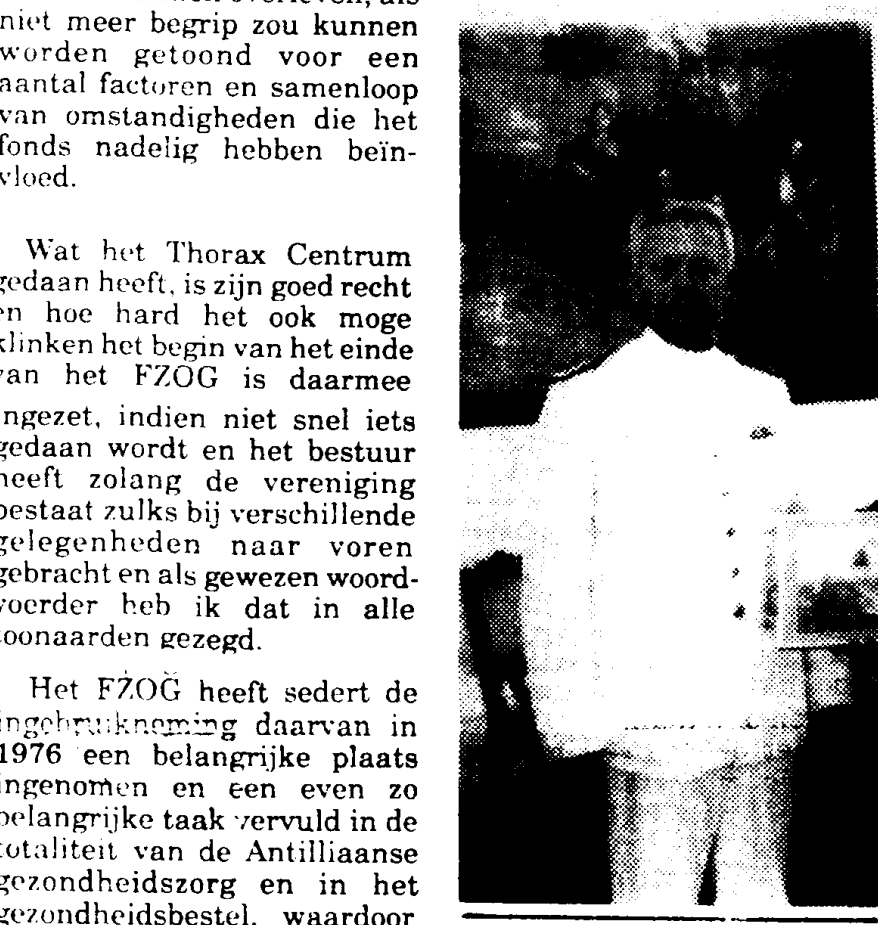 niet meer begrip zou kunnen
worden getoond voor een
aantal factoren en samenloop
van omstandigheden die het
fonds nadelig hebben beïn-
vloed.
Wat het Thorax Centrum
gedaan heeft, is zijn goed recht
en hoe hard het ook moge
klinken het begin van het einde
van het FZOG is daarmee
ingezet, indien niet snel iets
gedaan wordt en het bestuur
heeft zolang de vereniging
bestaat zulks bij verschillende
gelegenheden naar voren
gebracht en als gewezen woord-
voerder heb ik dat in alle
toonaarden gezegd.
Het FZOG heeft sedert de
ingebruikneming daarvan in
1976 een belangrijke plaats
ingenomen en een even zo
belangrijke taak vervuld in de
totaliteit van de Antilliaanse
gezondheidszorg en in het
gezondheidsbestel, waardoor